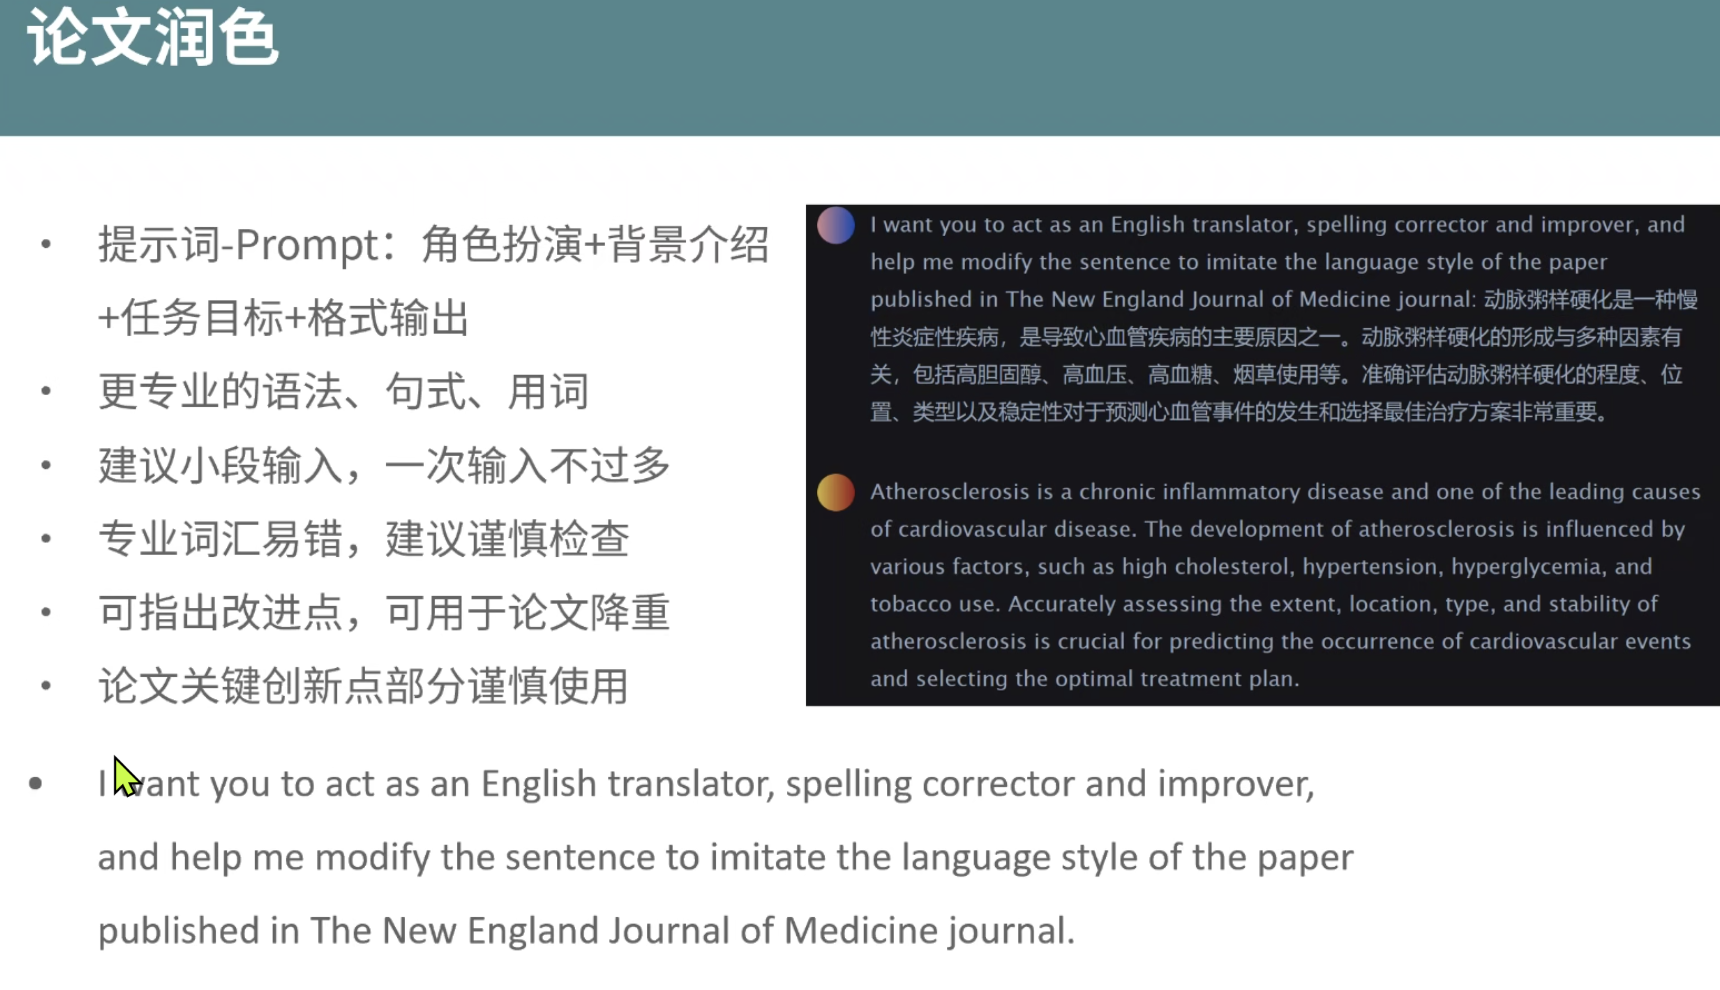 论文润色
提示词-Prompt：角色扮演+背景介绍
+任务目标+格式输出
更专业的语法、句式、用词
建议小段输入，一次输入不过多
专业词汇易错，建议谨慎检查
可指出改进点，可用于论文降重
论文关键创新点部分谨慎使用
I want you to act as an English translator, spelling corrector and improver, and
help me modify the sentence to imitate the language style of the paper
published in The New England Journal of Medicine journal: 动脉粥样硬化是一种慢
性炎症性疾病，是导致心血管疾病的主要原因之一。动脉粥样硬化的形成与多种因素有
关，包括高胆固醇、高血压、高血糖、烟草使用等。准确评估动脉粥样硬化的程度、位
置、类型以及稳定性对于预测心血管事件的发生和选择最佳治疗方案非常重要。
Atherosclerosis is a chronic inflammatory disease and one of the leading causes
of cardiovascular disease. The development of atherosclerosis is influenced by
various factors, such as high cholesterol, hypertension, hyperglycemia, and
tobacco use. Accurately assessing the extent, location, type, and stability of
atherosclerosis is crucial for predicting the occurrence of cardiovascular events
and selecting the optimal treatment plan.
I want you to act as an English translator, spelling corrector and improver,
and help me modify the sentence to imitate the language style of the paper
published in The New England Journal of Medicine journal.